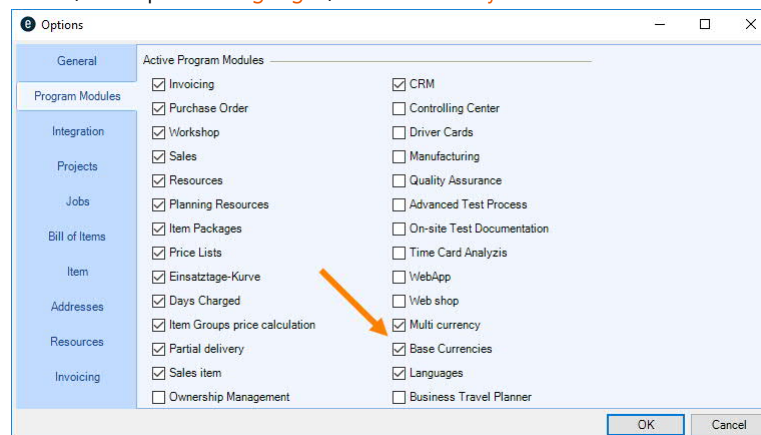 Options
General
Program Modules
Integration
Projects
Jobs
Bill of Items
Item
Addresses
Resources
Invoicing
Active Program Modules
Invoicing
Purchase Order
Workshop
Sales
Resources
Planning Resources
Item Packages
Price Lists
Einsatztage-Kurve
Days Charged
Item Groups price calculation
Partial delivery
Sales item
Ownership Management
CRM
Controlling Center
Driver Cards
Manufacturing
Quality Assurance
Advanced Test Process
On-site Test Documentation
Time Card Analyzis
WebApp
Web shop
Multi currency
Base Currencies
Languages
Business Travel Planner
OK
Cancel